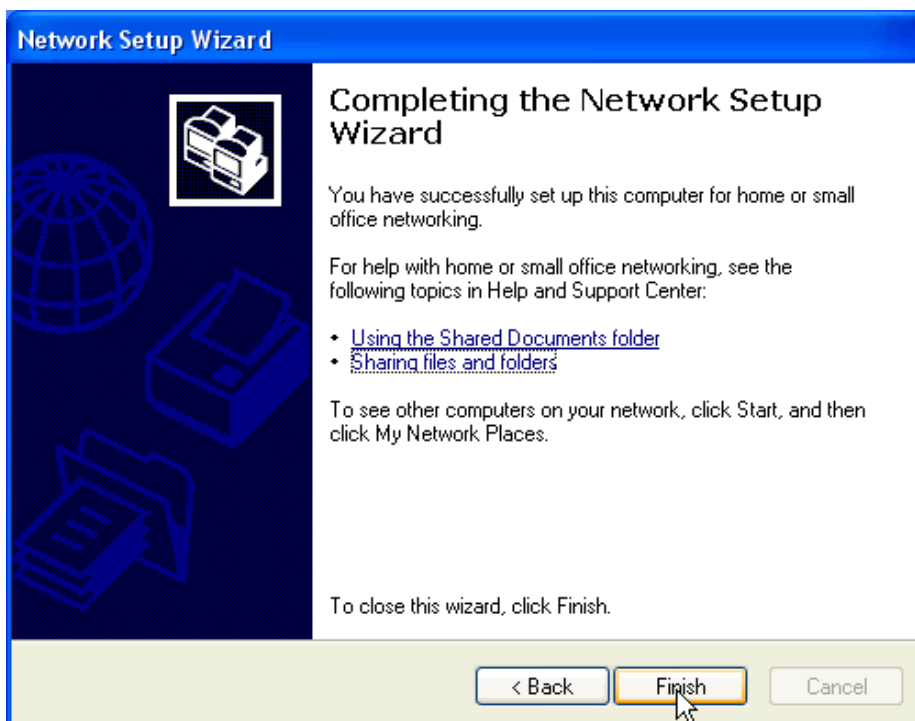 Network Setup Wizard
Completing the Network Setup
Wizard
You have successfully set up this computer for home or small
office networking.
For help with home or small office networking, see the
following topics in Help and Support Center:
• Using the Shared Documents folder
• Sharing files and folders
To see other computers on your network, click Start, and then
click My Network Places.
To close this wizard, click Finish.
< Back Finish Cancel